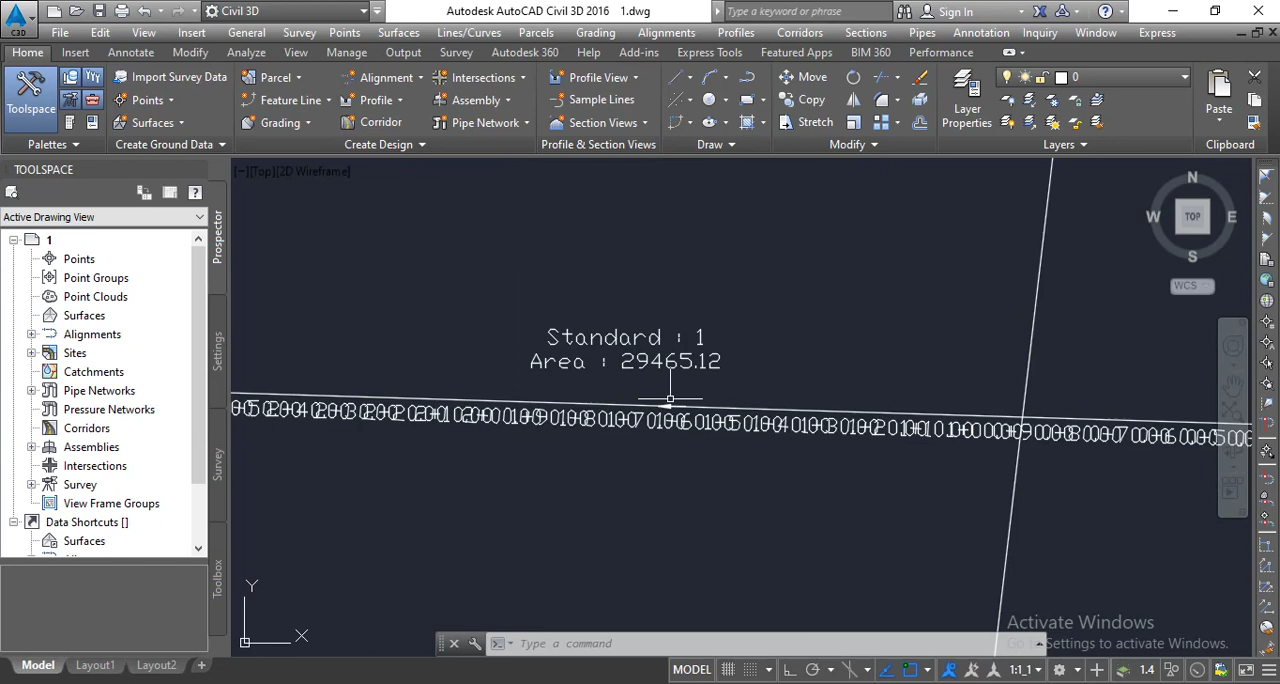 Civil 3D
Autodesk AutoCAD Civil 3D 2016 1.dwg
Type a keyword or phrase
Sign In
C3D
File Edit View Insert General Survey Points Surfaces Lines/Curves Parcels Grading Alignments Profiles Corridors Sections Pipes Annotation Inquiry Window Express
Home Insert Annotate Modify Analyze View Manage Output Survey Autodesk 360 Help Add-ins Express Tools Featured Apps BIM 360 Performance
Toolspace
Import Survey Data
Points
Surfaces
Parcel
Feature Line
Grading
Alignment
Profile
Corridor
Intersections
Assembly
Pipe Network
Profile View
Sample Lines
Section Views
Move
Copy
Stretch
Layer
Properties
0
Paste
Palettes Create Ground Data Create Design Profile & Section Views Draw Modify Layers Clipboard
TOOLSPACE
Active Drawing View
1
Points
Point Groups
Point Clouds
Surfaces
Alignments
Sites
Catchments
Pipe Networks
Pressure Networks
Corridors
Assemblies
Intersections
Survey
View Frame Groups
Data Shortcuts []
Surfaces
Prospector
Settings
Survey
Toolbox
[−][Top][2D Wireframe]
N
W TOP E
S
WCS
Standard : 1
Area : 29465.12
Y
X
Activate Windows
Go to Settings to activate Windows.
Type a command
Model Layout1 Layout2 +
MODEL 1:1 1.4